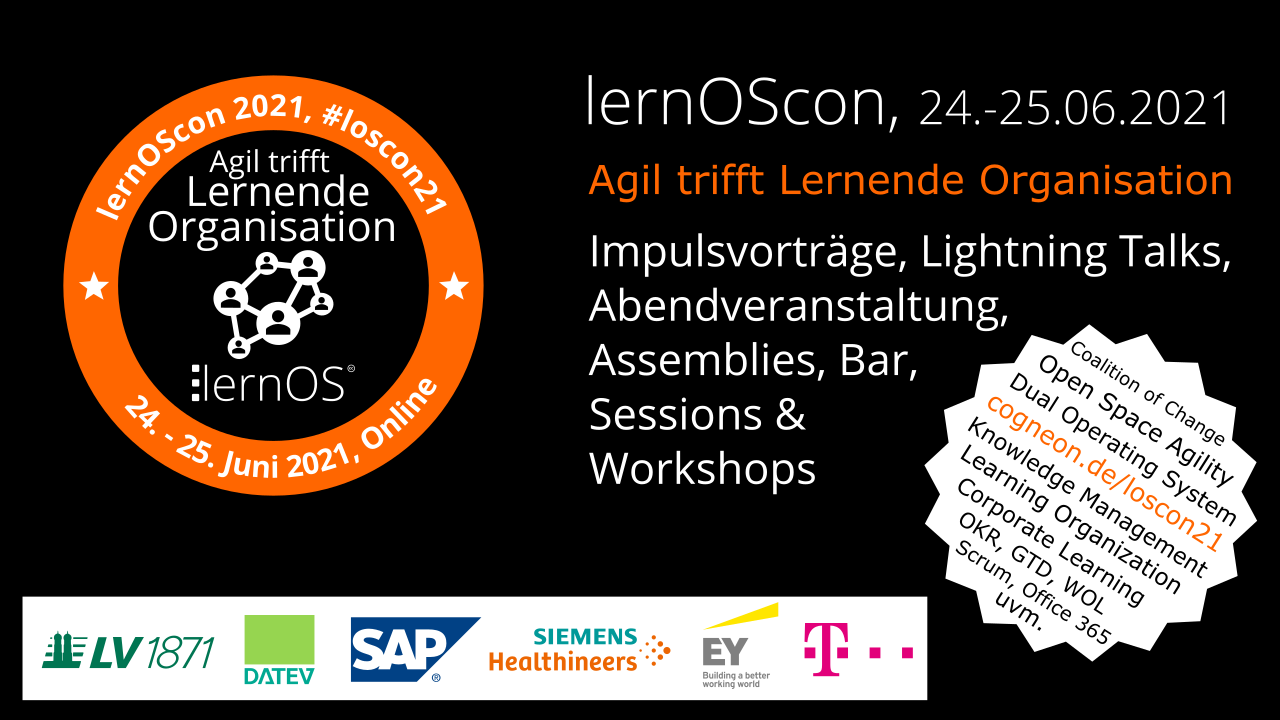 lernOScon 2021, #loscon21
Agil trifft
Lernende
Organisation
lernOS®
24. - 25. Juni 2021, Online
lernOScon, 24.-25.06.2021
Agil trifft Lernende Organisation
Impulsvorträge, Lightning Talks,
Abendveranstaltung,
Assemblies, Bar,
Sessions &
Workshops
Coalition of Change
Open Space Agility
Dual Operating System
cogneon.de/loscon21
Knowledge Management
Learning Organization
Corporate Learning
OKR, GTD, WOL
Scrum, Office 365
uvm.
LV 1871
DATEV
SAP®
SIEMENS
Healthineers
EY
Building a better
working world
T